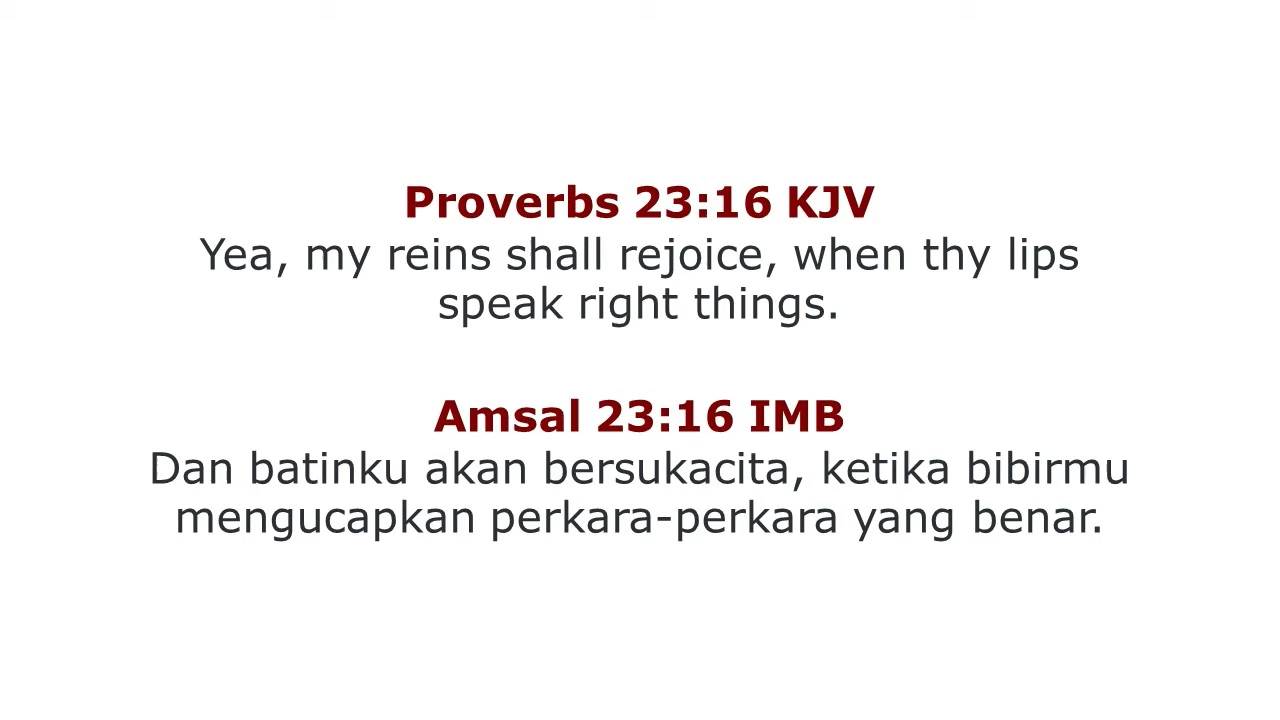 Proverbs 23:16 KJV
Yea, my reins shall rejoice, when thy lips
speak right things.
Amsal 23:16 IMB
Dan batinku akan bersukacita, ketika bibirmu
mengucapkan perkara-perkara yang benar.